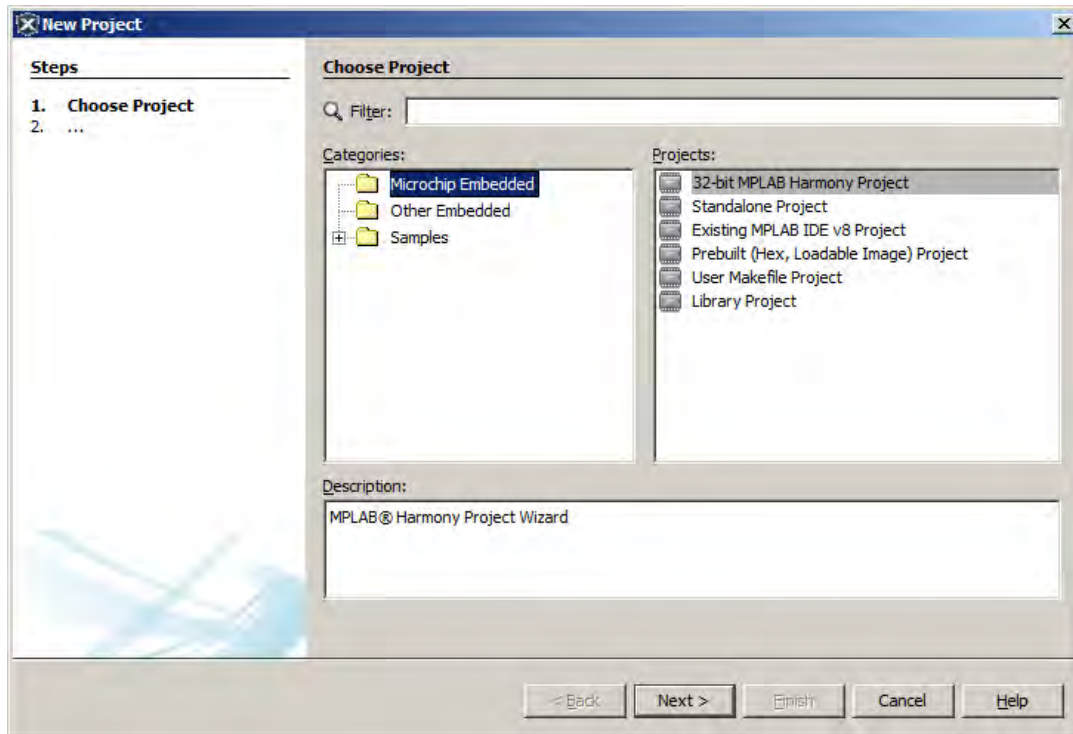 New Project
Steps
1. Choose Project
2. ...
Choose Project
Filter:
Categories:
Microchip Embedded
Other Embedded
Samples
Projects:
32-bit MPLAB Harmony Project
Standalone Project
Existing MPLAB IDE v8 Project
Prebuilt (Hex, Loadable Image) Project
User Makefile Project
Library Project
Description:
MPLAB® Harmony Project Wizard
< Back Next > Finish Cancel Help